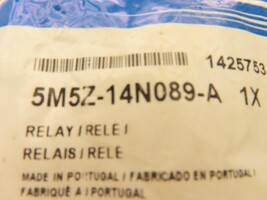 1425753
5M5Z-14N089-A 1X
RELAY / RELE /
RELAIS / RELE
MADE IN PORTUGAL / FABRICADO EN PORTUGAL /
FABRIQUÉ A / PORTUGAL